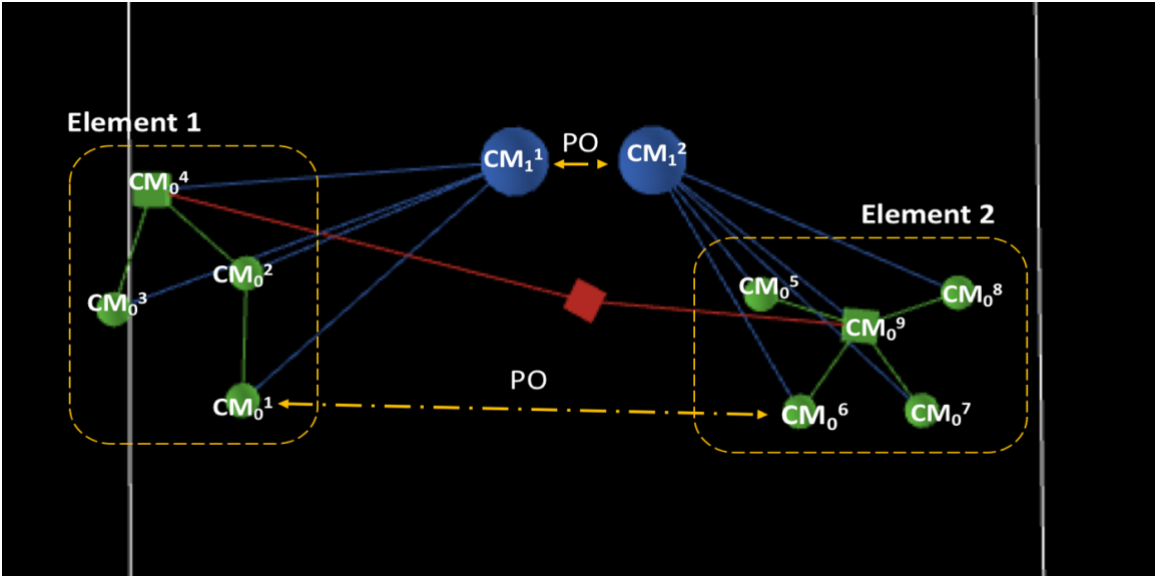 Element 1
PO
CM₁¹
CM₁²
CM₀⁴
Element 2
CM₀²
CM₀³
CM₀⁵
CM₀⁸
CM₀⁹
PO
CM₀¹
CM₀⁶
CM₀⁷